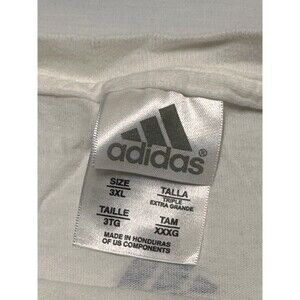 adidas®
SIZE
3XL
TALLA
TRIPLE
EXTRA GRANDE
TAILLE
3TG
TAM
XXXG
MADE IN HONDURAS
OF US COMPONENTS